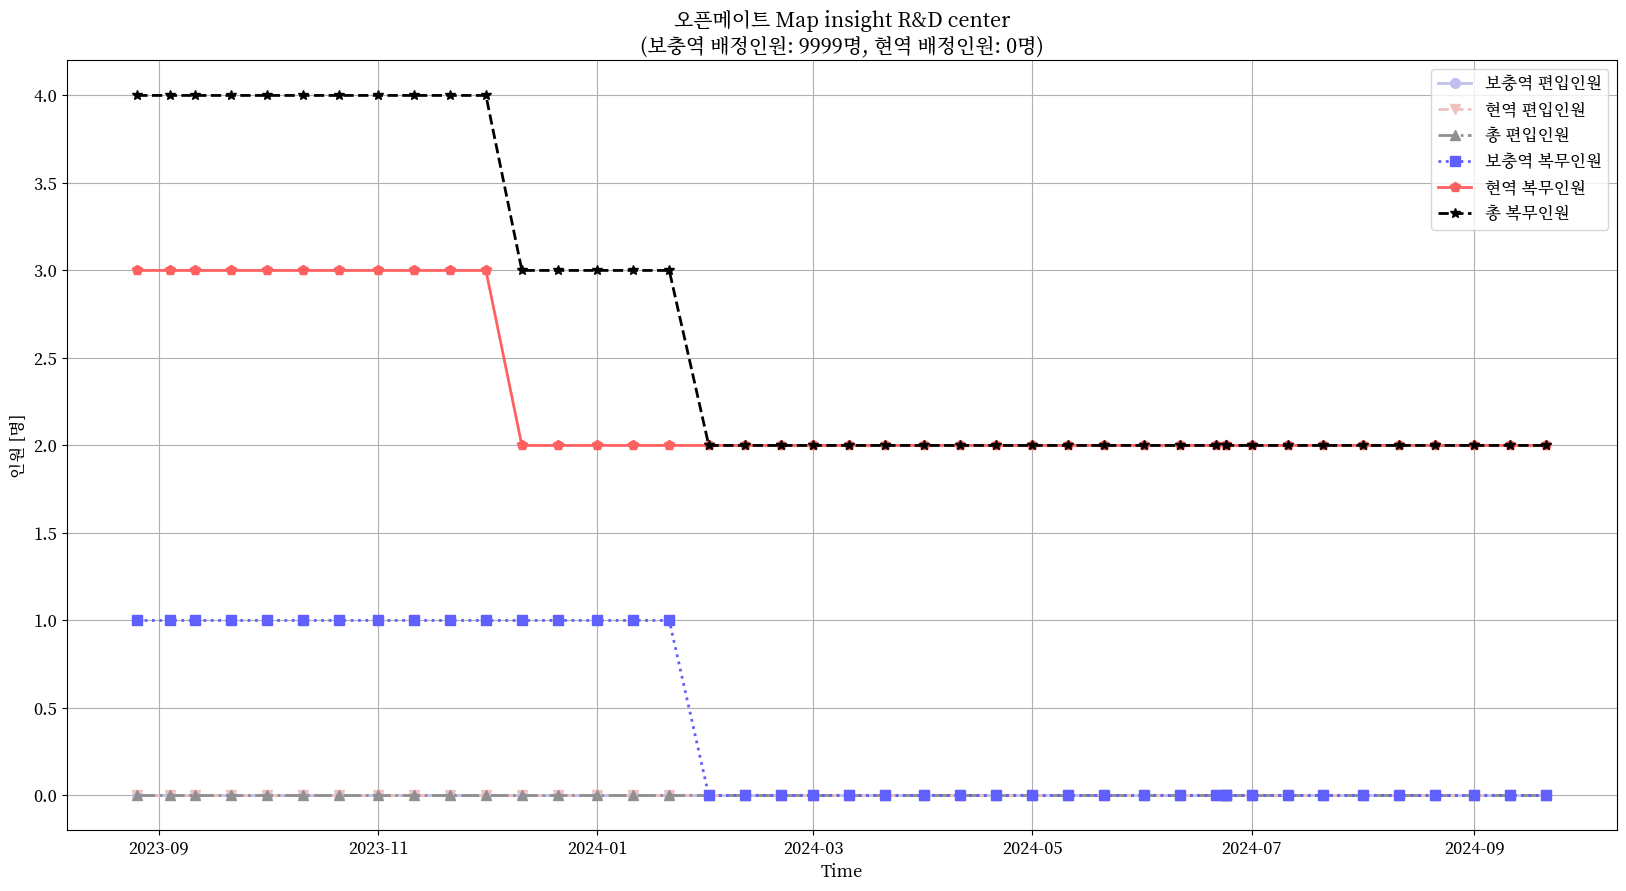 오픈메이트 Map insight R&D center
(보충역 배정인원: 9999명, 현역 배정인원: 0명)
보충역 편입인원
현역 편입인원
총 편입인원
보충역 복무인원
현역 복무인원
총 복무인원
인원 [명]
4.0
3.5
3.0
2.5
2.0
1.5
1.0
0.5
0.0
2023-09 2023-11 2024-01 2024-03 2024-05 2024-07 2024-09
Time